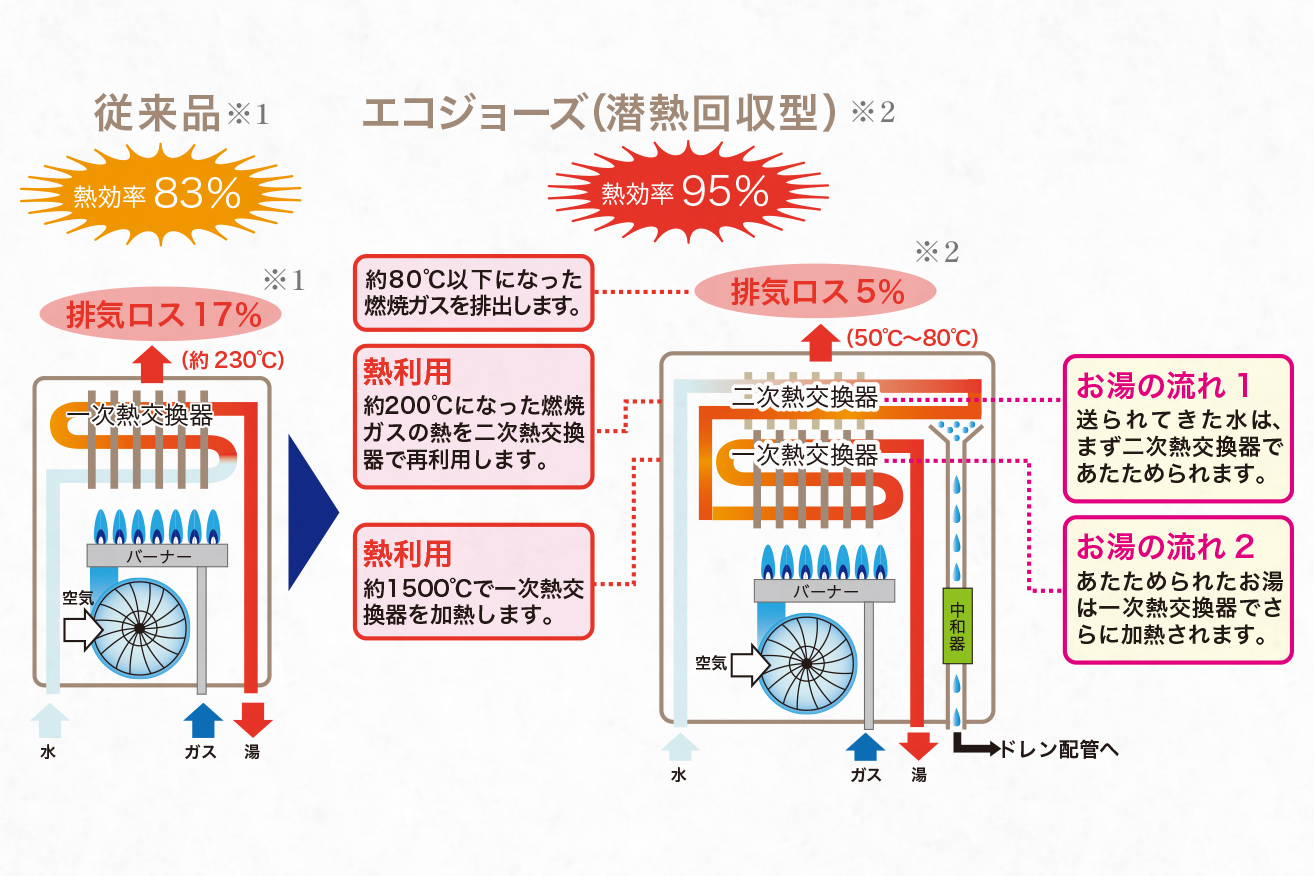 従来品※1
エコジョーズ(潜熱回収型)※2
熱効率 83%
熱効率 95%
※1
排気ロス 17%
(約 230℃)
一次熱交換器
バーナー
空気
水
ガス
湯
約80℃以下になった
燃焼ガスを排出します。
熱利用
約200℃になった燃焼
ガスの熱を二次熱交換
器で再利用します。
熱利用
約1500℃で一次熱交
換器を加熱します。
※2
排気ロス 5%
(50℃〜80℃)
二次熱交換器
一次熱交換器
バーナー
空気
中和器
水
ガス
湯
ドレン配管へ
お湯の流れ 1
送られてきた水は、
まず二次熱交換器で
あたためられます。
お湯の流れ 2
あたためられたお湯
は一次熱交換器でさ
らに加熱されます。